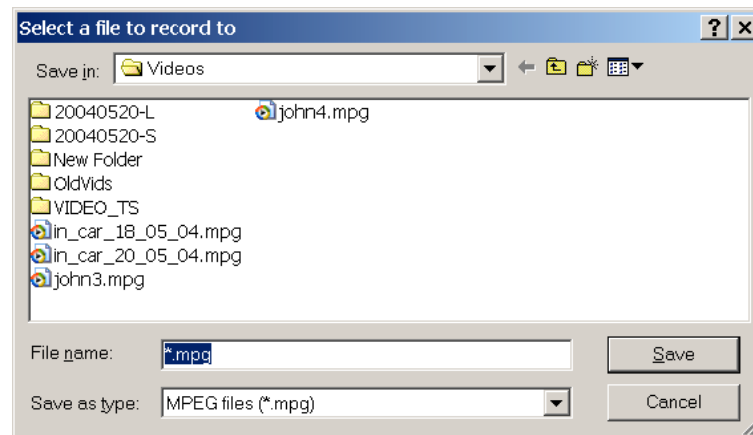 Select a file to record to
Save in: Videos
20040520-L
20040520-S
New Folder
OldVids
VIDEO_TS
in_car_18_05_04.mpg
in_car_20_05_04.mpg
john3.mpg
john4.mpg
File name: *.mpg
Save
Save as type: MPEG files (*.mpg)
Cancel